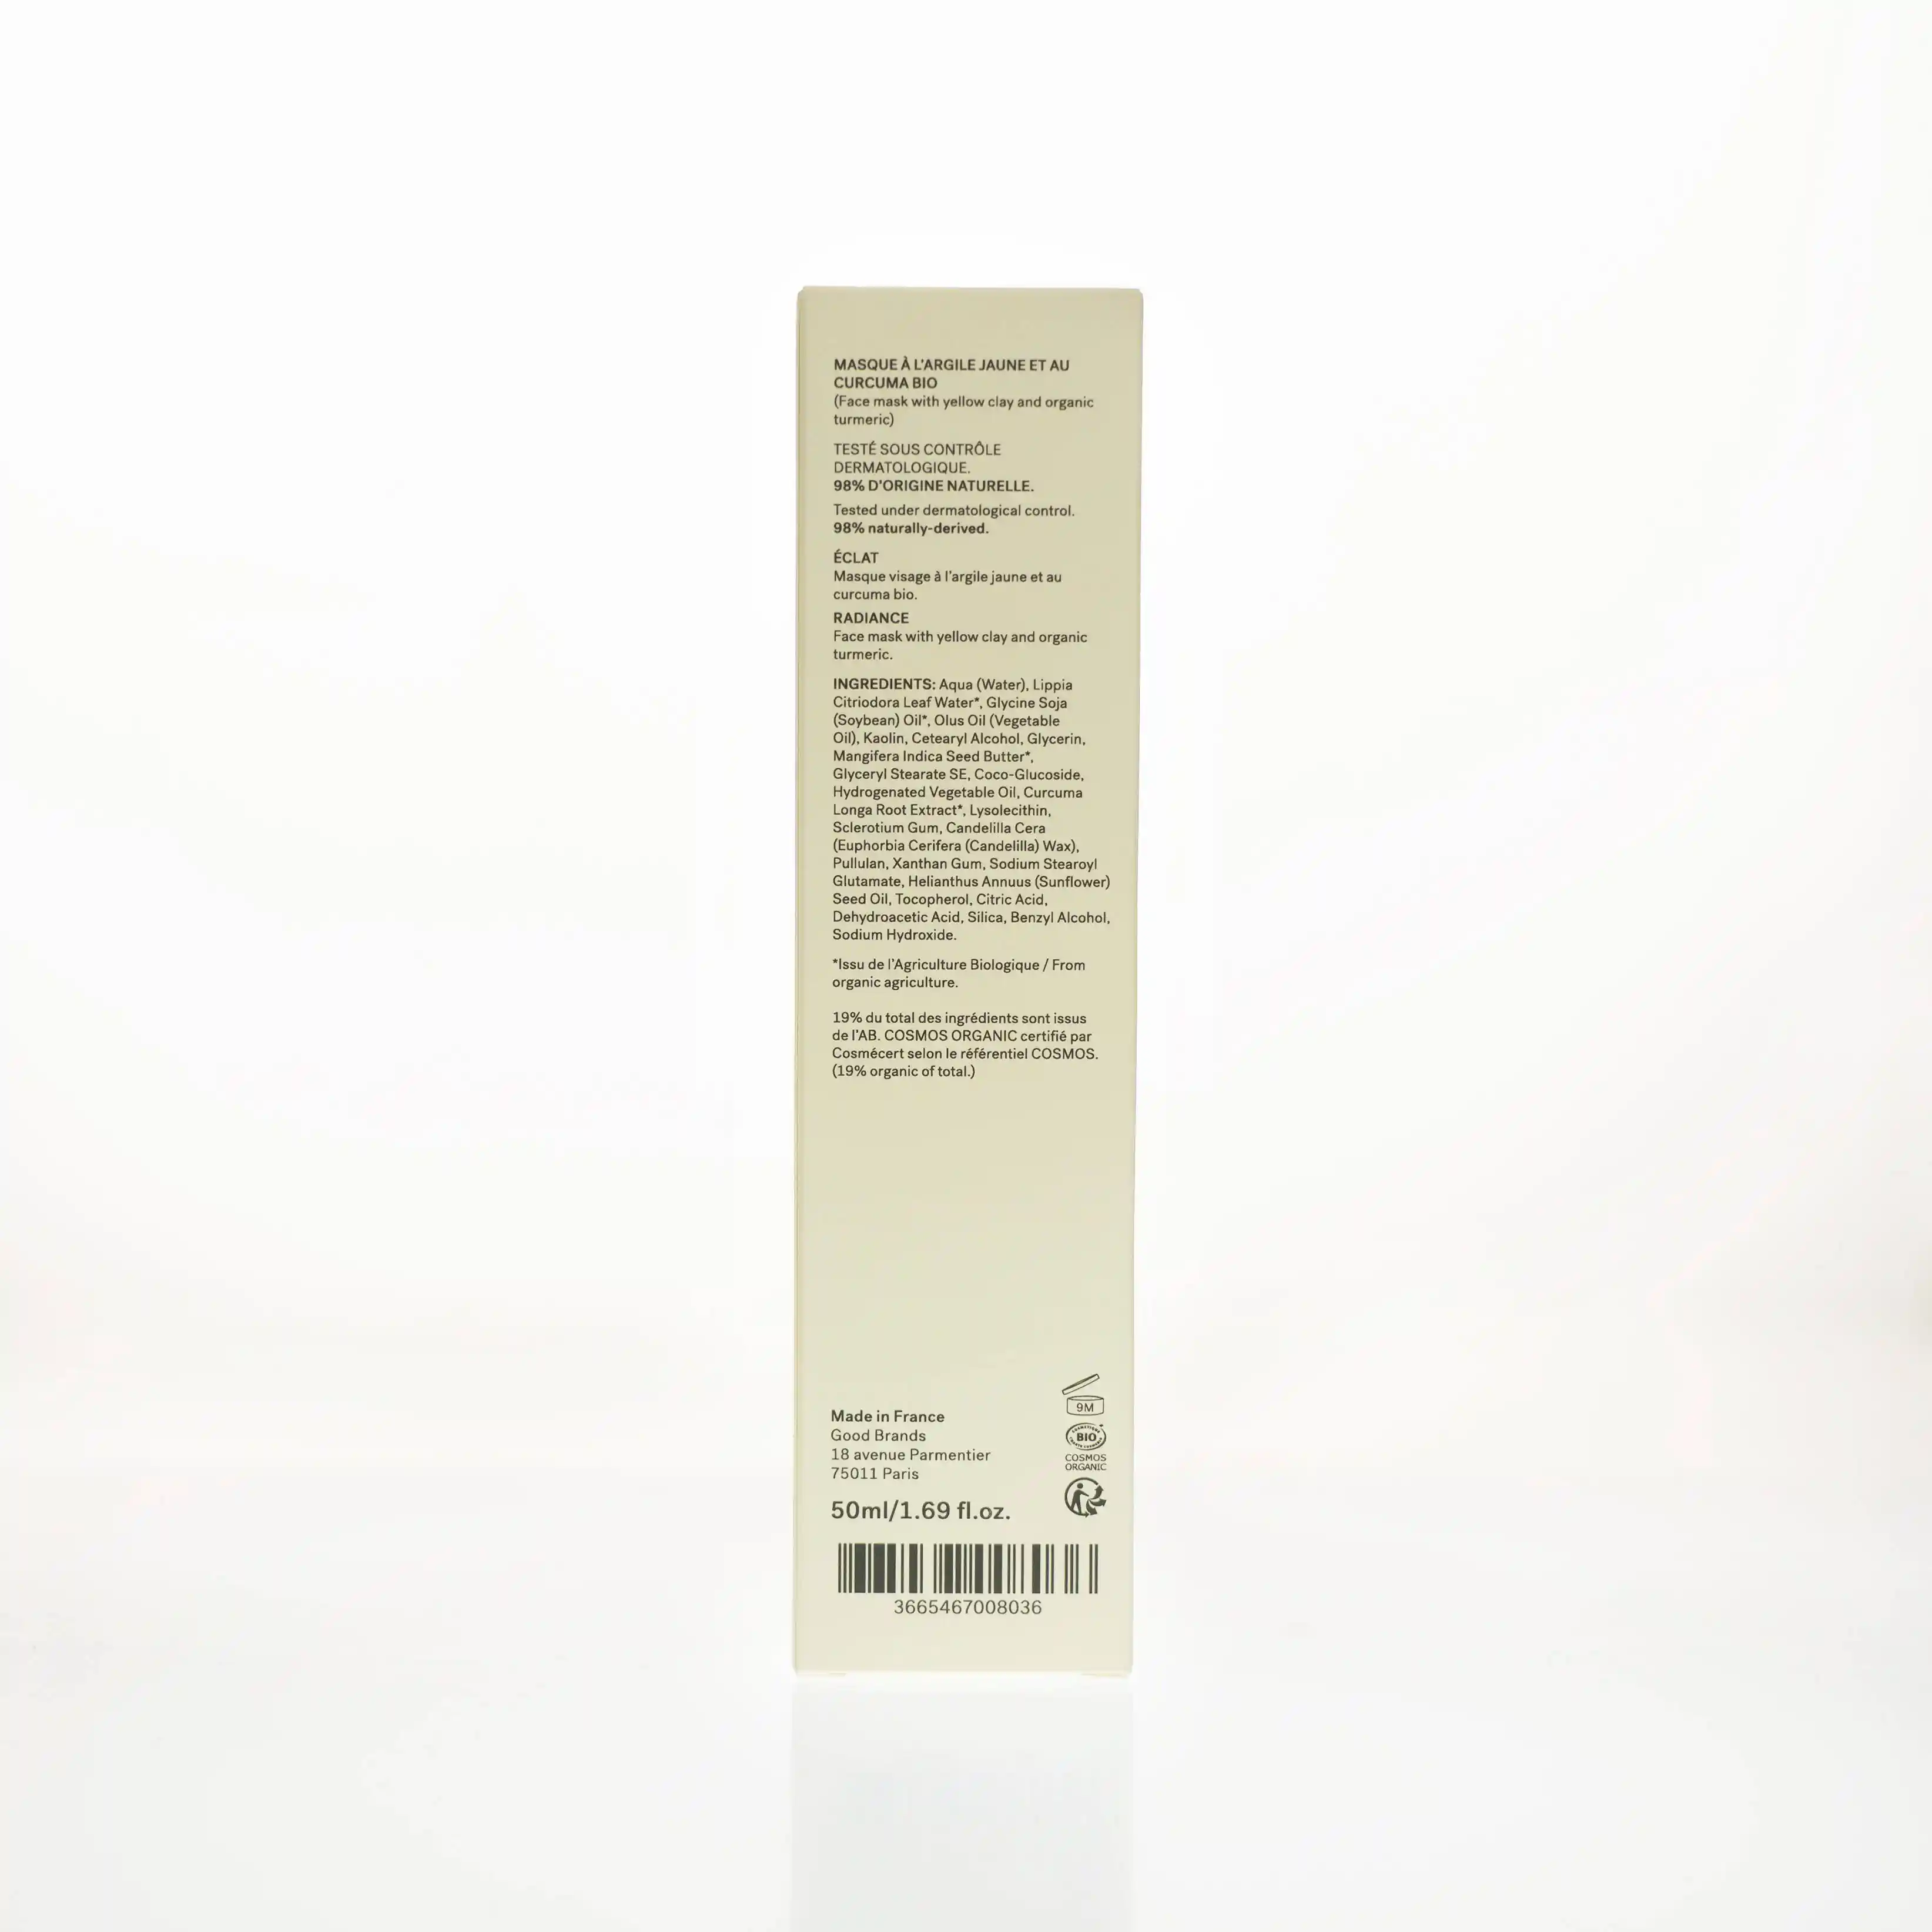 MASQUE À L'ARGILE JAUNE ET AU
CURCUMA BIO
(Face mask with yellow clay and organic
turmeric)
TESTÉ SOUS CONTRÔLE
DERMATOLOGIQUE.
98% D'ORIGINE NATURELLE.
Tested under dermatological control.
98% naturally-derived.
ÉCLAT
Masque visage à l'argile jaune et au
curcuma bio.
RADIANCE
Face mask with yellow clay and organic
turmeric.
INGREDIENTS: Aqua (Water), Lippia
Citriodora Leaf Water*, Glycine Soja
(Soybean) Oil*, Olus Oil (Vegetable
Oil), Kaolin, Cetearyl Alcohol, Glycerin,
Mangifera Indica Seed Butter*,
Glyceryl Stearate SE, Coco-Glucoside,
Hydrogenated Vegetable Oil, Curcuma
Longa Root Extract*, Lysolecithin,
Sclerotium Gum, Candelilla Cera
(Euphorbia Cerifera (Candelilla) Wax),
Pullulan, Xanthan Gum, Sodium Stearoyl
Glutamate, Helianthus Annuus (Sunflower)
Seed Oil, Tocopherol, Citric Acid,
Dehydroacetic Acid, Silica, Benzyl Alcohol,
Sodium Hydroxide.
*Issu de l'Agriculture Biologique / From
organic agriculture.
19% du total des ingrédients sont issus
de l'AB. COSMOS ORGANIC certifié par
Cosmécert selon le référentiel COSMOS.
(19% organic of total.)
9M
BIO
COSMOS
ORGANIC
Made in France
Good Brands
18 avenue Parmentier
75011 Paris
50ml/1.69 fl.oz.
3665467008036